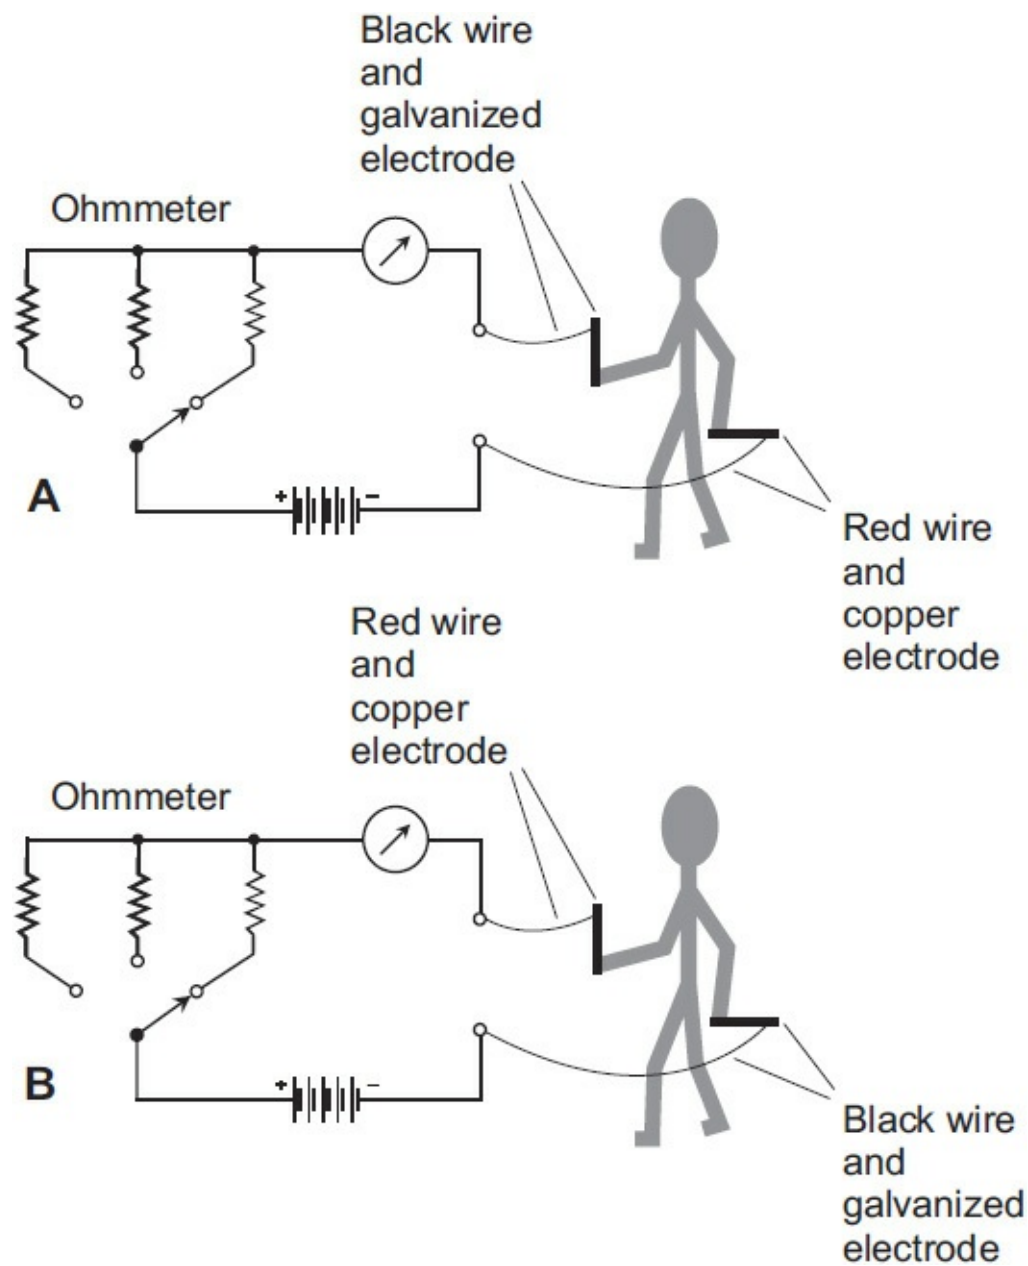 Black wire
and
galvanized
electrode
Ohmmeter
+
−
A
Red wire
and
copper
electrode
Red wire
and
copper
electrode
Ohmmeter
+
−
B
Black wire
and
galvanized
electrode